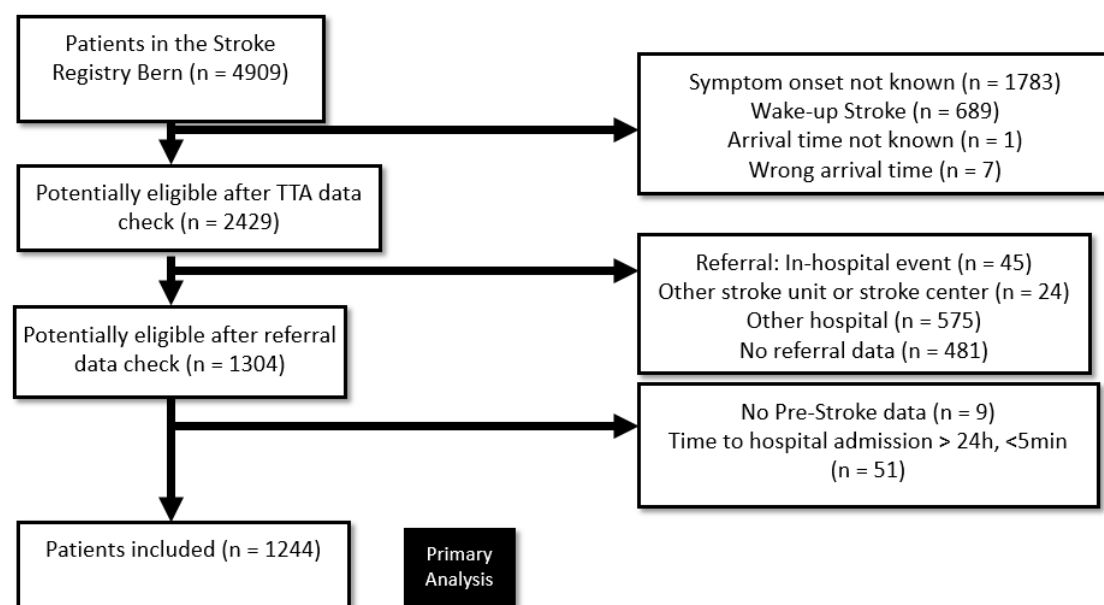 Patients in the Stroke
Registry Bern (n = 4909)
Symptom onset not known (n = 1783)
Wake-up Stroke (n = 689)
Arrival time not known (n = 1)
Wrong arrival time (n = 7)
Potentially eligible after TTA data
check (n = 2429)
Referral: In-hospital event (n = 45)
Other stroke unit or stroke center (n = 24)
Other hospital (n = 575)
No referral data (n = 481)
Potentially eligible after referral
data check (n = 1304)
No Pre-Stroke data (n = 9)
Time to hospital admission > 24h, <5min
(n = 51)
Patients included (n = 1244)
Primary
Analysis